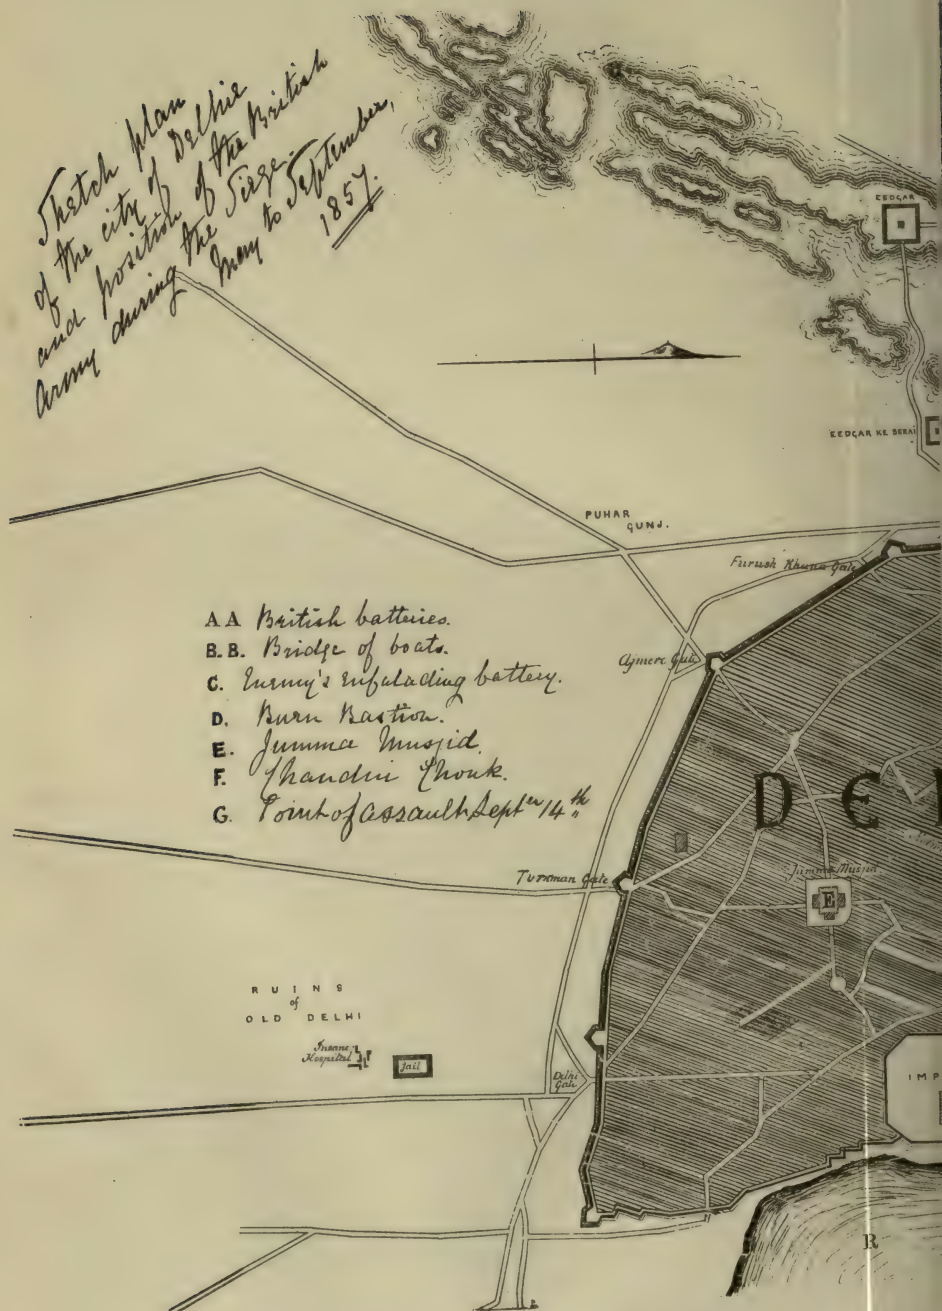 Sketch plan
of the city of Delhie
and position of the British
Army during the Siege.
May to September,
1857.
EEDGAR
EEDGAR KE SERAI
PUHAR
GUNJ.
Furush Khana Gate
Ajmere Gate
A A British batteries.
B. B. Bridge of boats.
C. Enemy's enfilading battery.
D. Burn Bastion.
E. Jumma Musjid.
F. Chandni Chouk.
G. Point of assault Septer 14th
D E
Jumma Musjid
E
Turkman Gate
RUINS
of
OLD DELHI
Insane
Hospital
Jail
Delhi
Gate
IMP
R